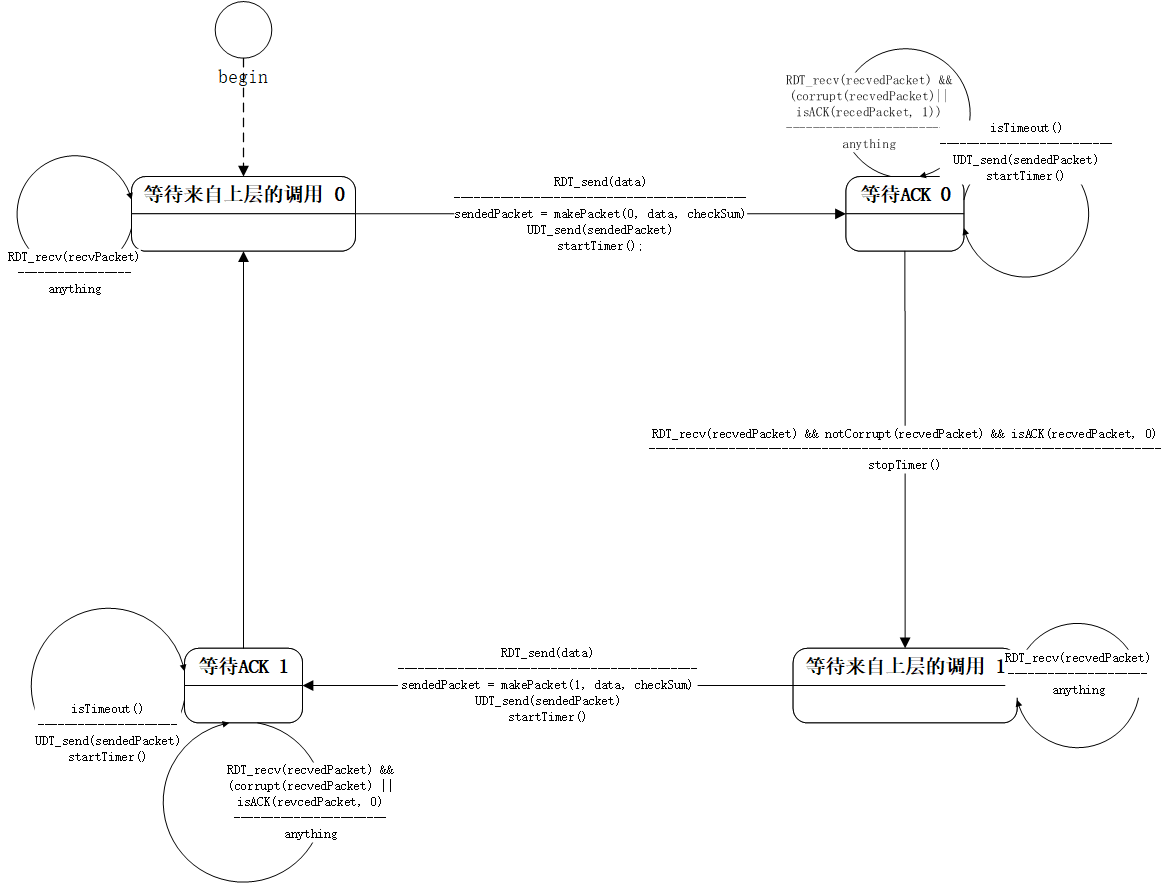 begin
RDT_recv(recvedPacket) &&
(corrupt(recvedPacket)||
isACK(recedPacket, 1))
anything
isTimeout()
UDT_send(sendedPacket)
startTimer()
等待来自上层的调用 0
RDT_send(data)
sendedPacket = makePacket(0, data, checkSum)
UDT_send(sendedPacket)
startTimer();
等待ACK 0
RDT_recv(recvPacket)
anything
RDT_recv(recvedPacket) && notCorrupt(recvedPacket) && isACK(recvedPacket, 0)
stopTimer()
等待ACK 1
RDT_send(data)
sendedPacket = makePacket(1, data, checkSum)
UDT_send(sendedPacket)
startTimer()
等待来自上层的调用 1
RDT_recv(recvedPacket)
anything
isTimeout()
UDT_send(sendedPacket)
startTimer()
RDT_recv(recvedPacket) &&
(corrupt(recvedPacket) ||
isACK(revcedPacket, 0)
anything